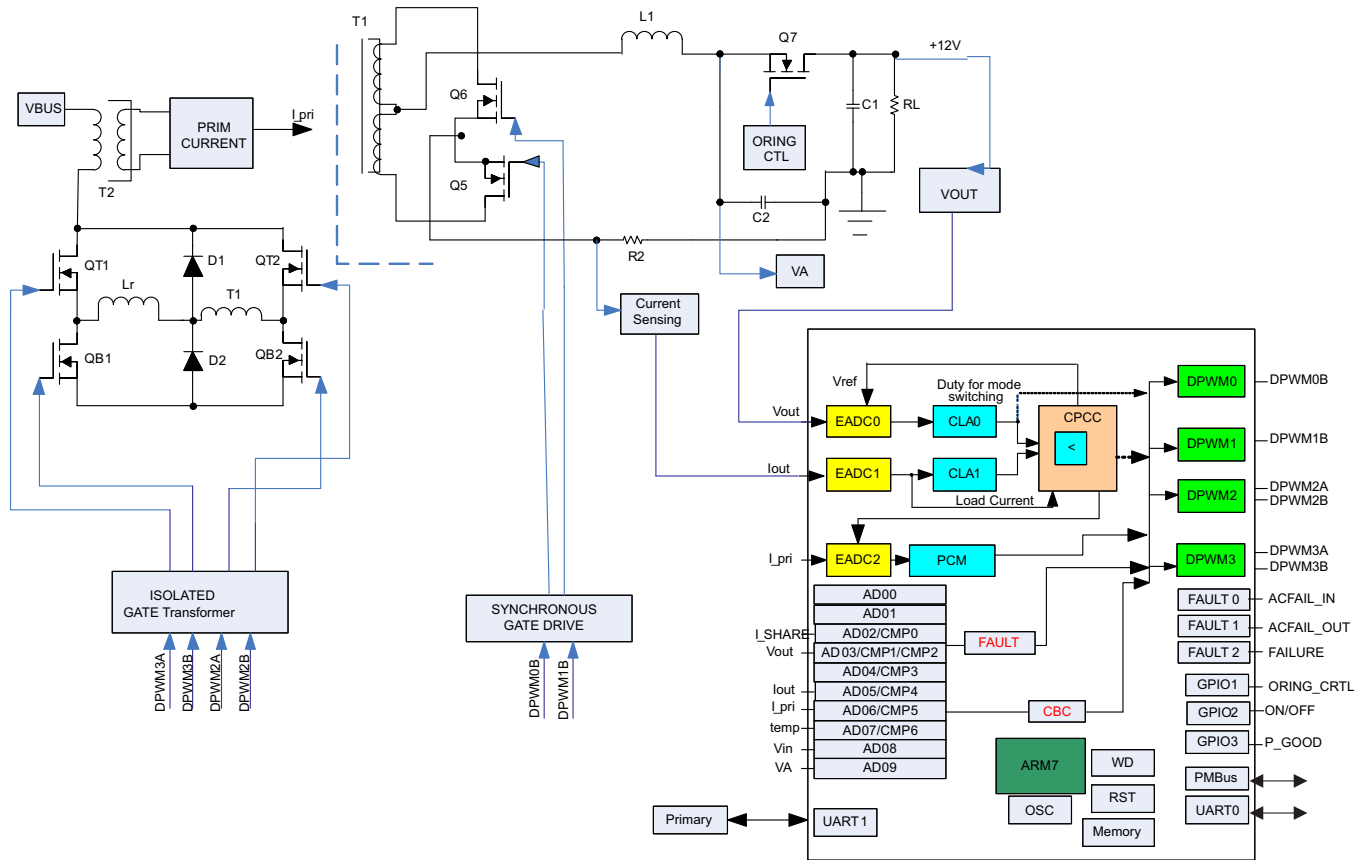 T1
L1
Q7
+12V
VBUS
PRIM
CURRENT
I_pri
T2
Q6
Q5
ORING
CTL
C1
RL
VOUT
C2
R2
VA
Current
Sensing
QT1
D1
QT2
Lr
T1
QB1
D2
QB2
ISOLATED
GATE Transformer
DPWM3A
DPWM3B
DPWM2A
DPWM2B
SYNCHRONOUS
GATE DRIVE
DPWM0B
DPWM1B
Vref
Duty for mode
switching
Vout
EADC0
CLA0
CPCC
<
Iout
EADC1
CLA1
Load Current
I_pri
EADC2
PCM
DPWM0
DPWM0B
DPWM1
DPWM1B
DPWM2
DPWM2A
DPWM2B
DPWM3
DPWM3A
DPWM3B
AD00
AD01
I_SHARE
AD02/CMP0
Vout
AD03/CMP1/CMP2
AD04/CMP3
Iout
AD05/CMP4
I_pri
AD06/CMP5
temp
AD07/CMP6
Vin
AD08
VA
AD09
FAULT
CBC
FAULT 0
ACFAIL_IN
FAULT 1
ACFAIL_OUT
FAULT 2
FAILURE
GPIO1
ORING_CRTL
GPIO2
ON/OFF
GPIO3
P_GOOD
ARM7
WD
OSC
RST
Memory
PMBus
UART0
Primary
UART 1